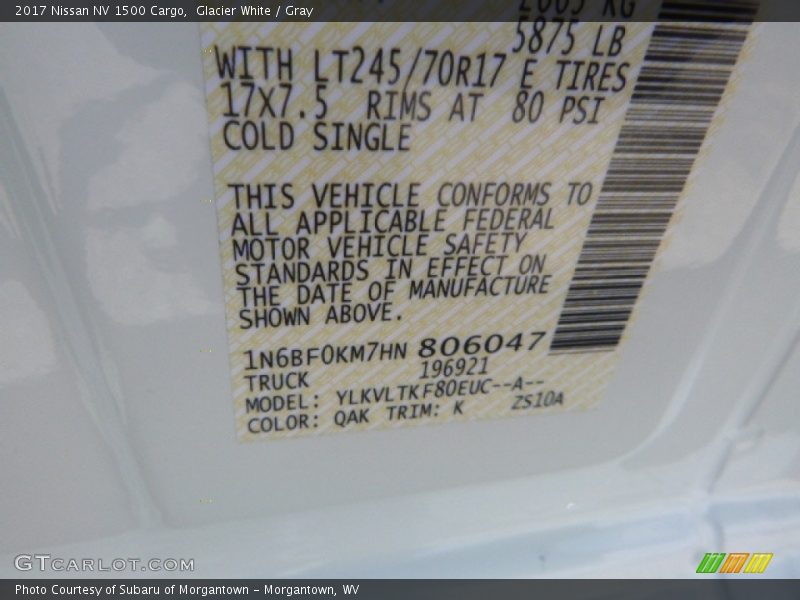 2017 Nissan NV 1500 Cargo, Glacier White / Gray
2665 KG
5875 LB
WITH LT245/70R17 E TIRES
17X7.5 RIMS AT 80 PSI
COLD SINGLE
THIS VEHICLE CONFORMS TO
ALL APPLICABLE FEDERAL
MOTOR VEHICLE SAFETY
STANDARDS IN EFFECT ON
THE DATE OF MANUFACTURE
SHOWN ABOVE.
1N6BF0KM7HN 806047
TRUCK 196921
MODEL: YLKVLTKF80EUC--A--
COLOR: QAK TRIM: K ZS10A
GTCARLOT.COM
Photo Courtesy of Subaru of Morgantown - Morgantown, WV